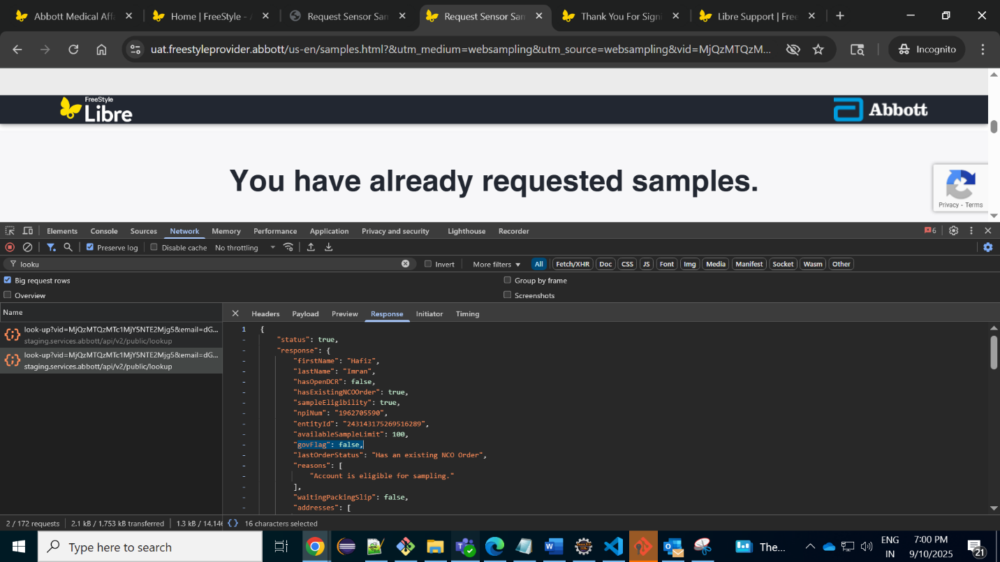 Abbott Medical Affa
Home | FreeStyle - A
Request Sensor Sam
Request Sensor Sam
Thank You For Signi
Libre Support | Free
uat.freestyleprovider.abbott/us-en/samples.html?&utm_medium=websampling&utm_source=websampling&vid=MjQzMTQzM...
Incognito
FreeStyle
Libre
Abbott
You have already requested samples.
Privacy - Terms
Elements
Console
Sources
Network
Memory
Performance
Application
Privacy and security
Lighthouse
Recorder
6
Preserve log
Disable cache
No throttling
looku
Invert
More filters
All
Fetch/XHR
Doc
CSS
JS
Font
Img
Media
Manifest
Socket
Wasm
Other
Big request rows
Group by frame
Overview
Screenshots
Name
Headers
Payload
Preview
Response
Initiator
Timing
look-up?vid=MjQzMTQzMTc1MjY5NTE2Mjg5&email=dG...
staging.services.abbott/api/v2/public/lookup
look-up?vid=MjQzMTQzMTc1MjY5NTE2Mjg5&email=dG...
staging.services.abbott/api/v2/public/lookup
1 {
- "status": true,
- "response": {
- "firstName": "Hafiz",
- "lastName": "Imran",
- "hasOpenDCR": false,
- "hasExistingNCOOrder": true,
- "sampleEligibility": true,
- "npiNum": "1962705590",
- "entityId": "243143175269516289",
- "availableSampleLimit": 100,
- "govFlag": false,
- "lastOrderStatus": "Has an existing NCO Order",
- "reasons": [
- "Account is eligible for sampling."
- ],
- "waitingPackingSlip": false,
- "addresses": [
2 / 172 requests
2.1 kB / 1,753 kB transferred
1.3 kB / 14,146
{ } 16 characters selected
Type here to search
The...
ENG
IN
7:00 PM
9/10/2025
21